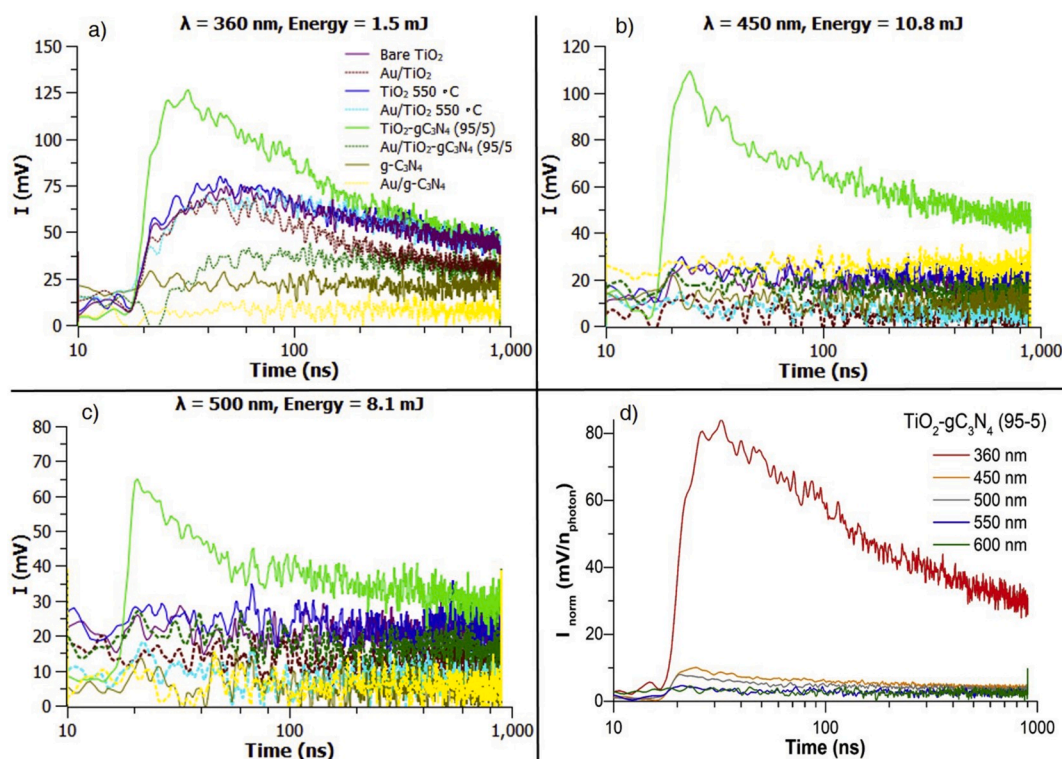 a)
λ = 360 nm, Energy = 1.5 mJ
150
125
100
75
50
25
0
I (mV)
Bare TiO₂
Au/TiO₂
TiO₂ 550 °C
Au/TiO₂ 550 °C
TiO₂-gC₃N₄ (95/5)
Au/TiO₂-gC₃N₄ (95/5
g-C₃N₄
Au/g-C₃N₄
10 100 1,000
Time (ns)
b)
λ = 450 nm, Energy = 10.8 mJ
120
100
80
60
40
20
0
I (mV)
10 100 1,000
Time (ns)
c)
λ = 500 nm, Energy = 8.1 mJ
80
70
60
50
40
30
20
10
0
I (mV)
10 100 1,000
Time (ns)
d)
TiO₂-gC₃N₄ (95-5)
360 nm
450 nm
500 nm
550 nm
600 nm
80
60
40
20
0
I norm (mV/nphoton)
10 100 1,000
Time (ns)